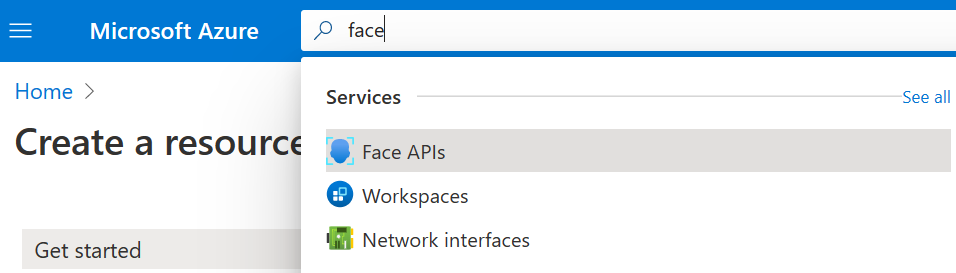 Microsoft Azure
face
Home
Services
See all
Create a resource
Face APIs
Workspaces
Get started
Network interfaces